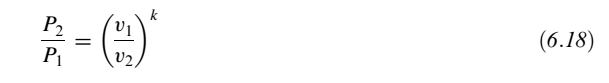 P₂/P₁ = (v₁/v₂)ᵏ (6.18)